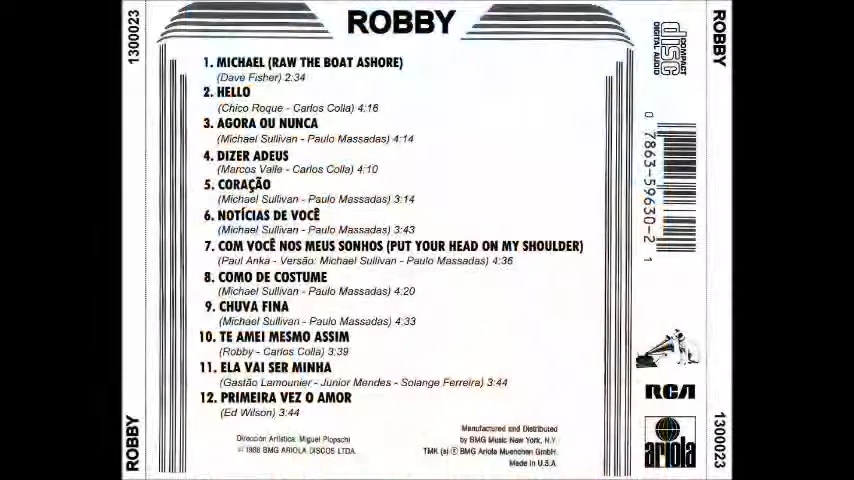 ROBBY
1. MICHAEL (RAW THE BOAT ASHORE)
(Dave Fisher) 2:34
2. HELLO
(Chico Roque - Carlos Colla) 4:16
3. AGORA OU NUNCA
(Michael Sullivan - Paulo Massadas) 4:14
4. DIZER ADEUS
(Marcos Valle - Carlos Colla) 4:10
5. CORAÇÃO
(Michael Sullivan - Paulo Massadas) 3:14
6. NOTÍCIAS DE VOCÊ
(Michael Sullivan - Paulo Massadas) 3:43
7. COM VOCÊ NOS MEUS SONHOS (PUT YOUR HEAD ON MY SHOULDER)
(Paul Anka - Versão: Michael Sullivan - Paulo Massadas) 4:36
8. COMO DE COSTUME
(Michael Sullivan - Paulo Massadas) 4:20
9. CHUVA FINA
(Michael Sullivan - Paulo Massadas) 4:33
10. TE AMEI MESMO ASSIM
(Robby - Carlos Colla) 3:39
11. ELA VAI SER MINHA
(Gastão Lamounier - Junior Mendes - Solange Ferreira) 3:44
12. PRIMEIRA VEZ O AMOR
(Ed Wilson) 3:44
Dirección Artística: Miguel Plopschi
© 1988 BMG ARIOLA DISCOS LTDA.
Manufactured and Distributed
by BMG Music New York, N.Y.
TMK (s) ® BMG Ariola Muenchen GmbH.
Made in U.S.A.
1300023
ROBBY
COMPACT
disc
DIGITAL AUDIO
0 7863-59630-2 1
RCA
ariola
ROBBY
1300023